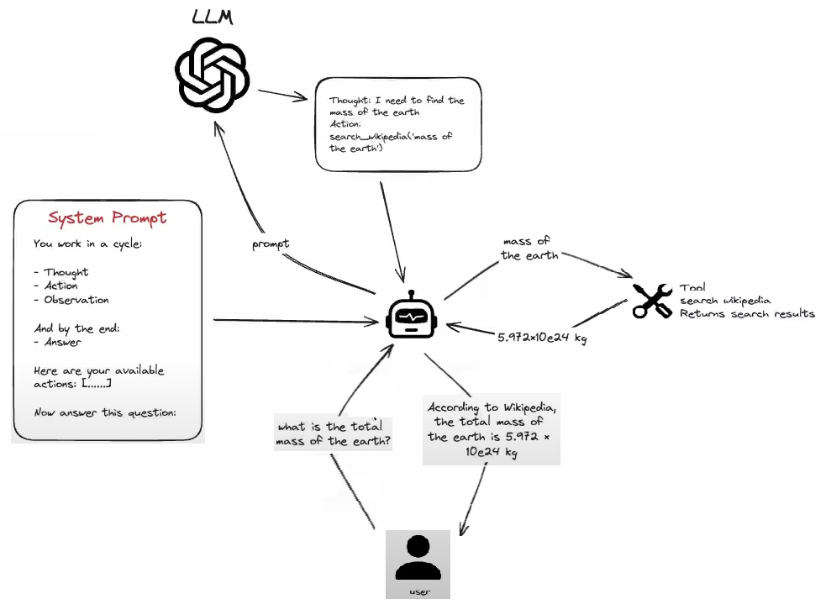 LLM
Thought: I need to find the
mass of the earth
Action:
search_wikipedia('mass of
the earth')
System Prompt
You work in a cycle:
- Thought
- Action
- Observation
And by the end:
- Answer
Here are your available
actions: [......]
Now answer this question:
prompt
mass of
the earth
Tool
search wikipedia
Returns search results
5.972x10e24 kg
what is the total
mass of the earth?
According to Wikipedia,
the total mass of
the earth is 5.972 ×
10e24 kg
user